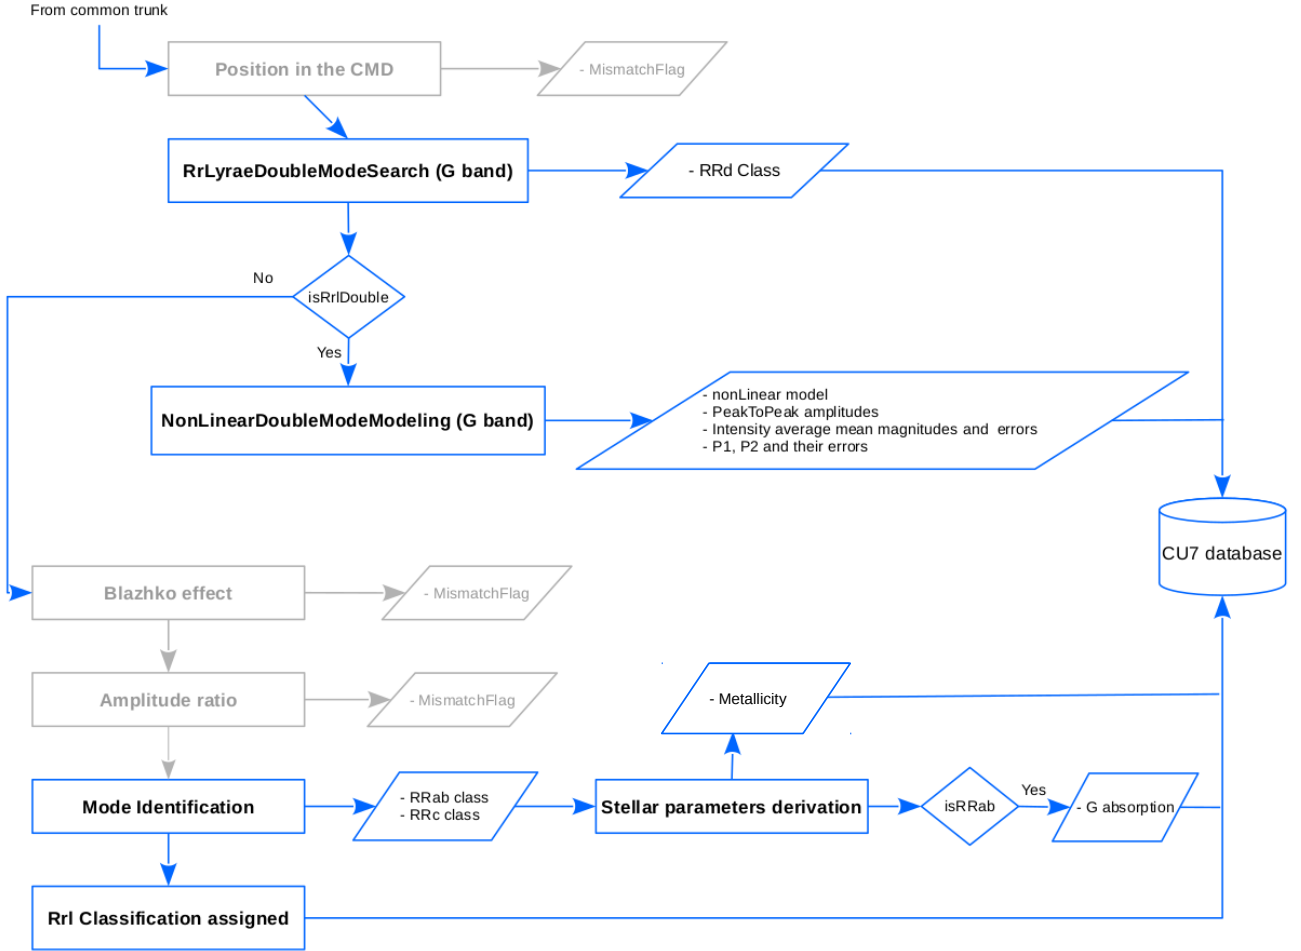 From common trunk
Position in the CMD
- MismatchFlag
RrLyraeDoubleModeSearch (G band)
- RRd Class
No
isRrlDouble
Yes
NonLinearDoubleModeModeling (G band)
- nonLinear model
- PeakToPeak amplitudes
- Intensity average mean magnitudes and errors
- P1, P2 and their errors
CU7 database
Blazhko effect
- MismatchFlag
Amplitude ratio
- MismatchFlag
- Metallicity
Mode Identification
- RRab class
- RRc class
Stellar parameters derivation
isRRab
Yes
- G absorption
Rrl Classification assigned